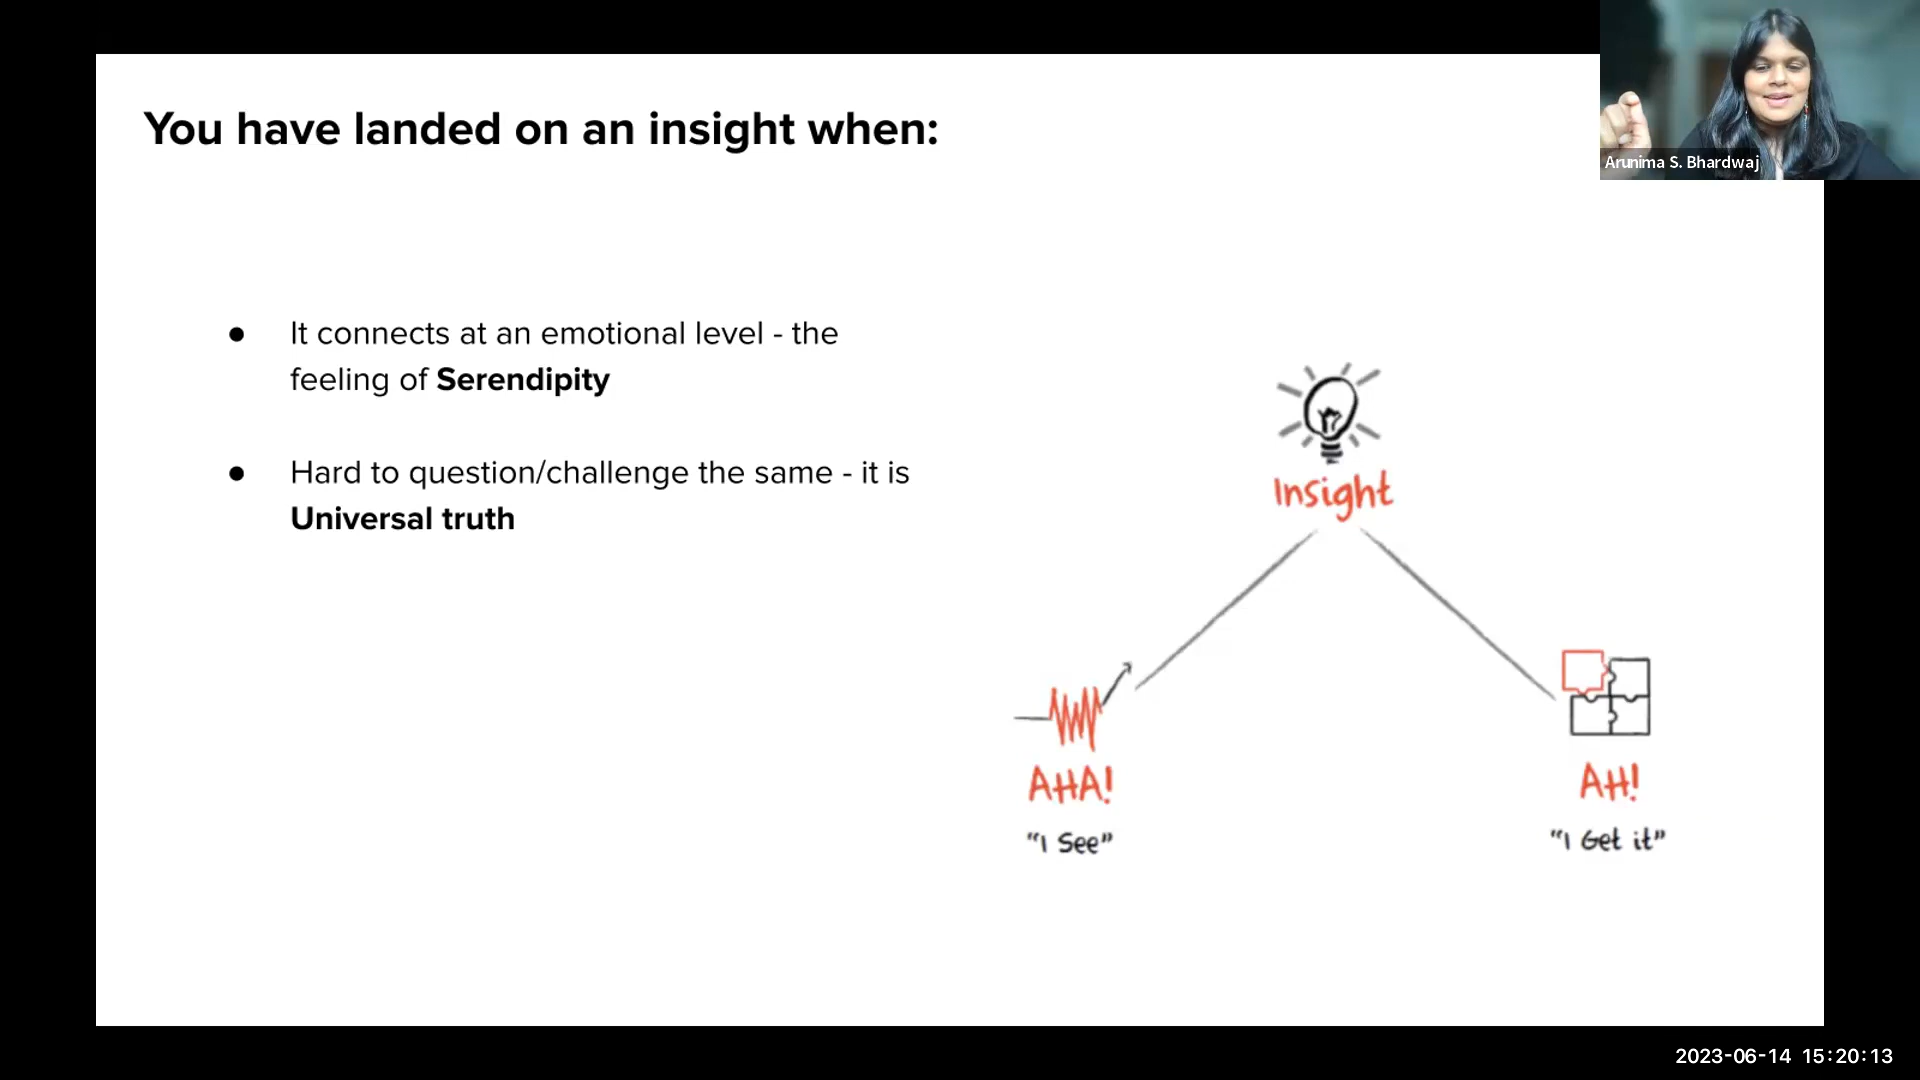 You have landed on an insight when:
● It connects at an emotional level - the
feeling of Serendipity
● Hard to question/challenge the same - it is
Universal truth
Insight
AHA!
"I See"
AH!
"I Get it"
Arunima S. Bhardwaj
2023-06-14 15:20:13